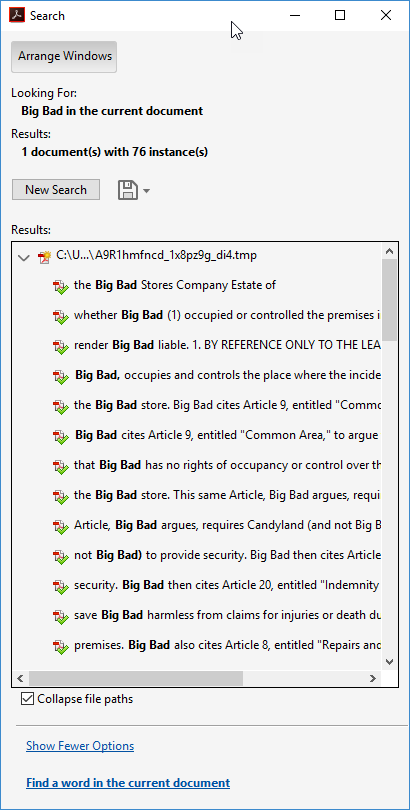 Search
Arrange Windows
Looking For:
Big Bad in the current document
Results:
1 document(s) with 76 instance(s)
New Search
Results:
C:\U...\A9R1hmfncd_1x8pz9g_di4.tmp
the Big Bad Stores Company Estate of
whether Big Bad (1) occupied or controlled the premises i
render Big Bad liable. 1. BY REFERENCE ONLY TO THE LEA
Big Bad, occupies and controls the place where the incide
the Big Bad store. Big Bad cites Article 9, entitled "Commo
Big Bad cites Article 9, entitled "Common Area," to argue
that Big Bad has no rights of occupancy or control over th
the Big Bad store. This same Article, Big Bad argues, requi
Article, Big Bad argues, requires Candyland (and not Big B
not Big Bad) to provide security. Big Bad then cites Article
security. Big Bad then cites Article 20, entitled "Indemnity
save Big Bad harmless from claims for injuries or death du
premises. Big Bad also cites Article 8, entitled "Repairs and
Collapse file paths
Show Fewer Options
Find a word in the current document